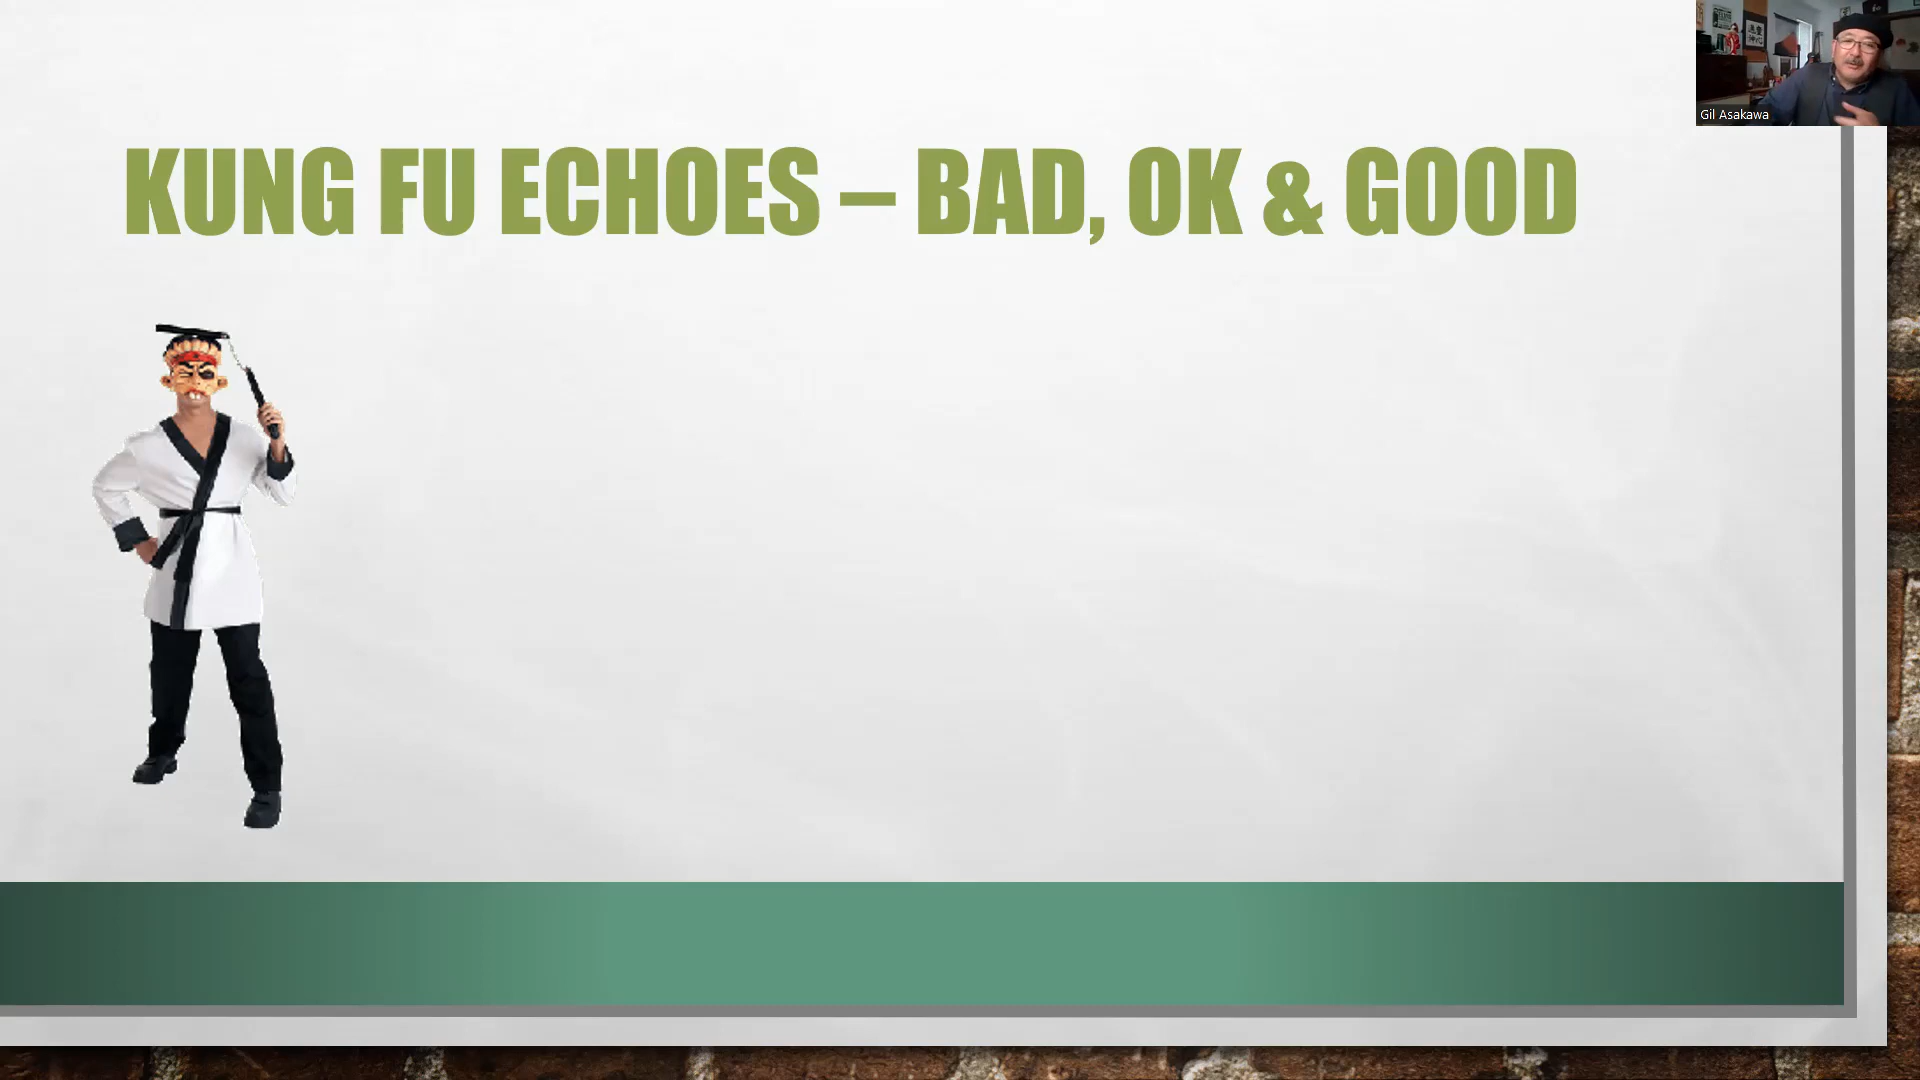 Gil Asakawa
KUNG FU ECHOES – BAD, OK & GOOD